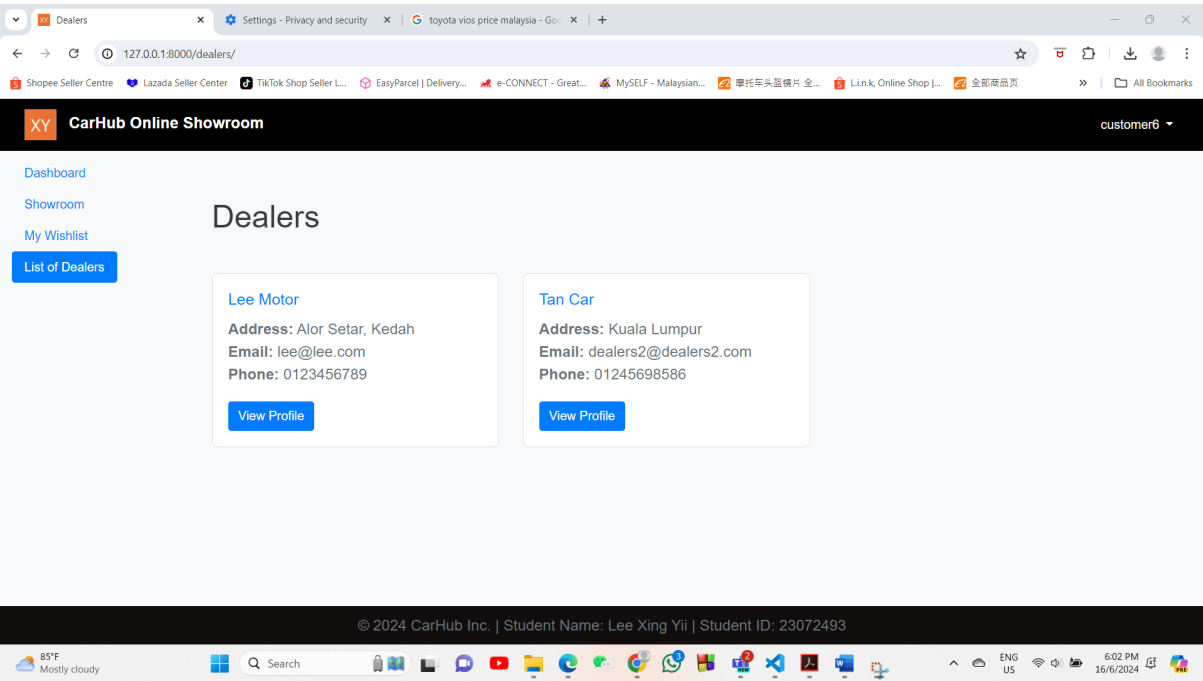 Dealers
Settings - Privacy and security
toyota vios price malaysia - Goo
127.0.0.1:8000/dealers/
Shopee Seller Centre
Lazada Seller Center
TikTok Shop Seller L...
EasyParcel | Delivery...
e-CONNECT - Great...
MySELF - Malaysian...
摩托车头盔镜片 全...
L.i.n.k, Online Shop |...
全部商品页
All Bookmarks
XY
CarHub Online Showroom
customer6
Dashboard
Showroom
My Wishlist
List of Dealers
Dealers
Lee Motor
Address: Alor Setar, Kedah
Email: lee@lee.com
Phone: 0123456789
View Profile
Tan Car
Address: Kuala Lumpur
Email: dealers2@dealers2.com
Phone: 01245698586
View Profile
© 2024 CarHub Inc. | Student Name: Lee Xing Yii | Student ID: 23072493
85°F
Mostly cloudy
Search
ENG
US
6:02 PM
16/6/2024